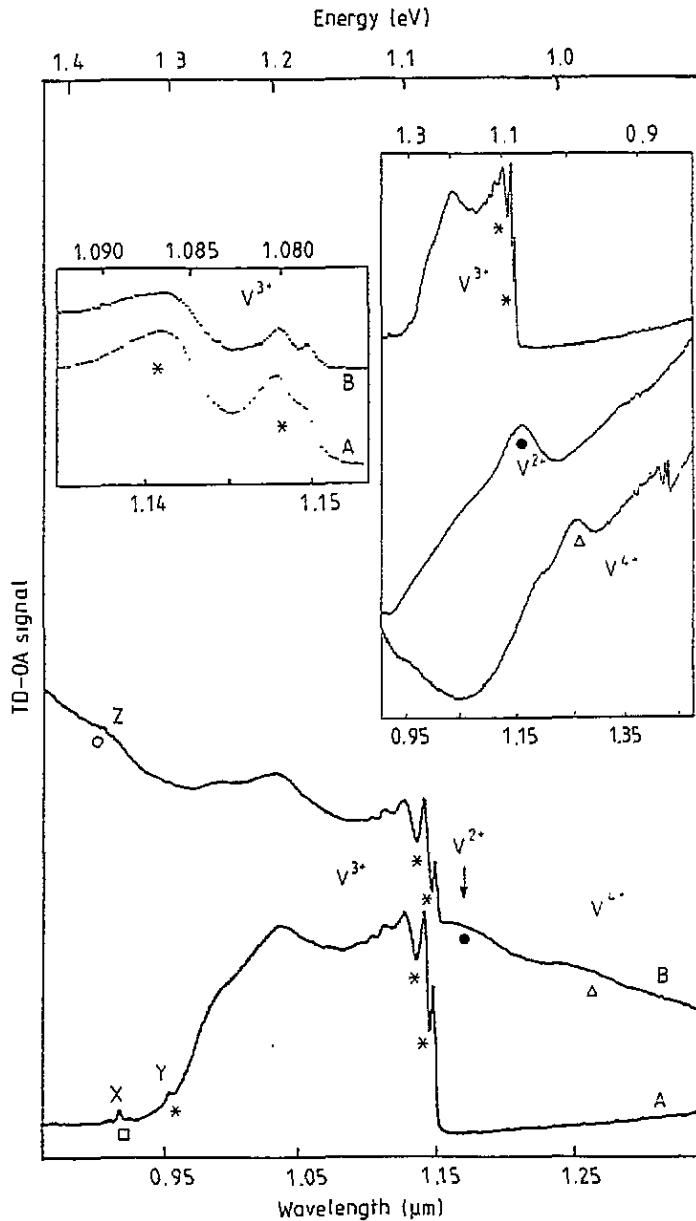 Energy (eV)
1.4 1.3 1.2 1.1 1.0
1.3 1.1 0.9
1.090 1.085 1.080
V³⁺
B
A
*
*
1.14 1.15
*
V³⁺
*
●
V²⁺
△
V⁴⁺
0.95 1.15 1.35
TD-OA signal
Z
○
V³⁺
*
*
V²⁺
●
V⁴⁺
△
B
X
□
Y
*
*
*
A
0.95 1.05 1.15 1.25
Wavelength (μm)